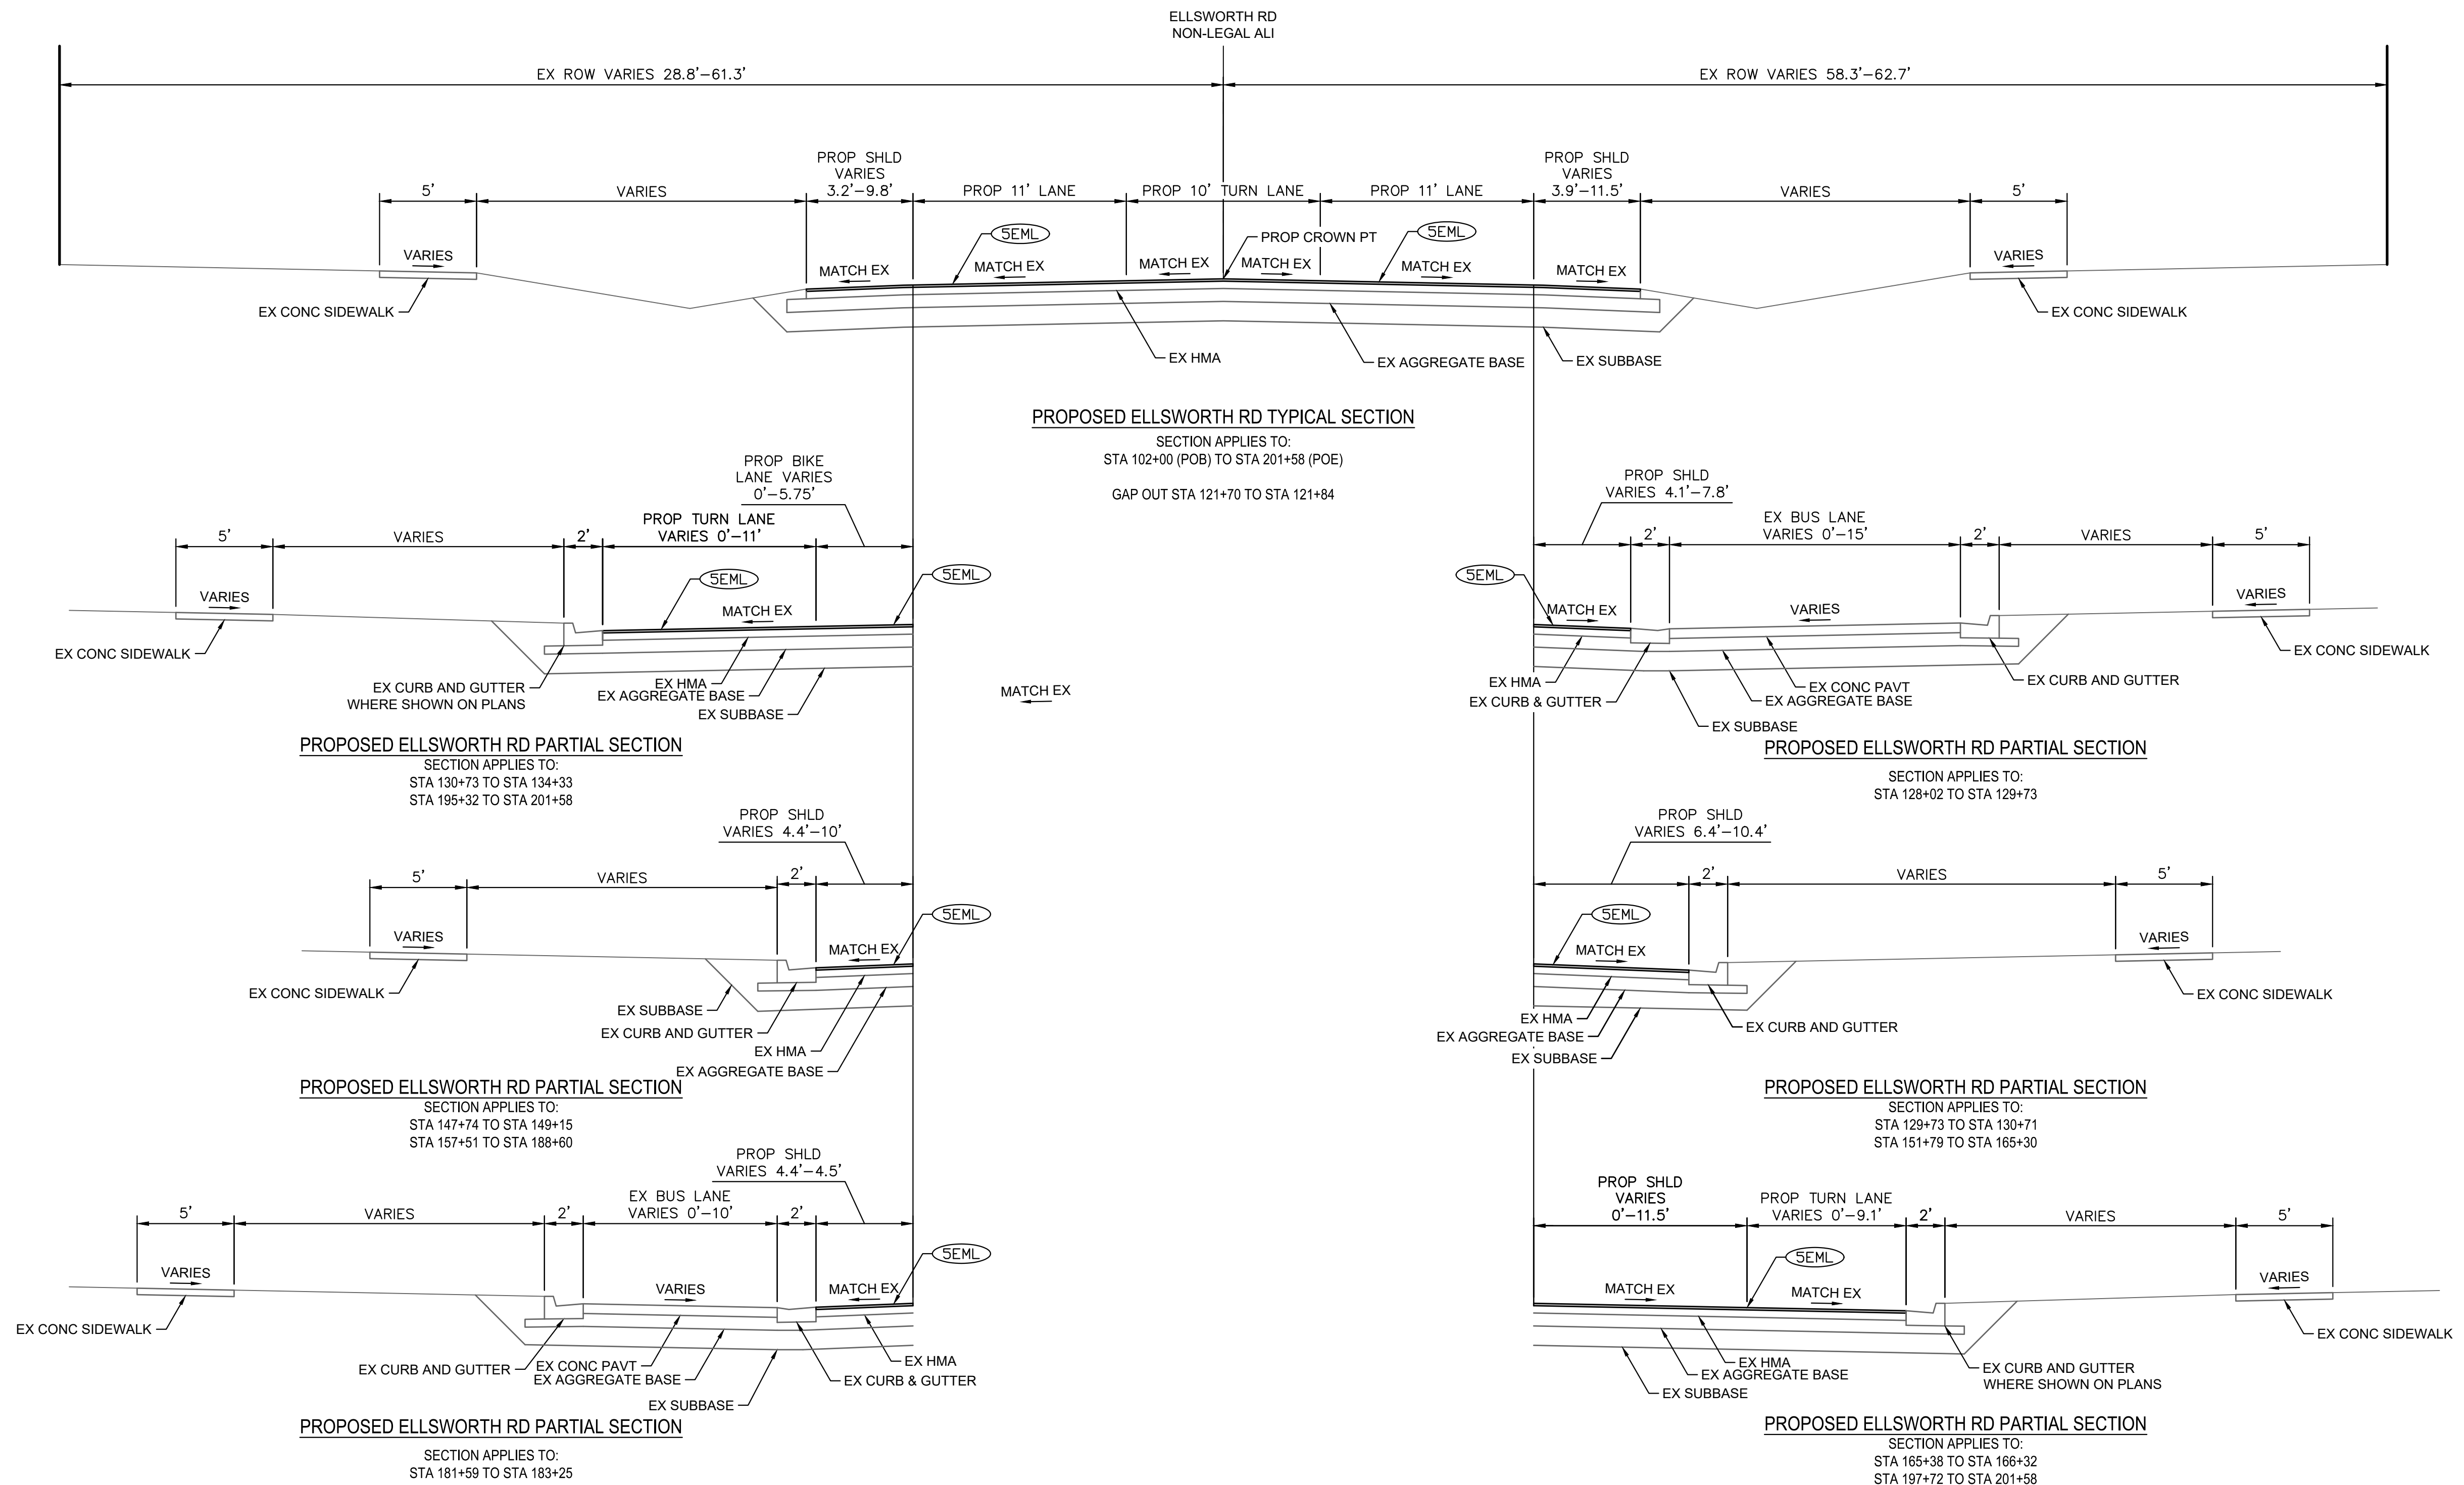 ELLSWORTH RD
NON-LEGAL ALI
EX ROW VARIES 28.8'-61.3'
EX ROW VARIES 58.3'-62.7'
5'
VARIES
PROP SHLD
VARIES
3.2'-9.8'
PROP 11' LANE
PROP 10' TURN LANE
PROP 11' LANE
PROP SHLD
VARIES
3.9'-11.5'
VARIES
5'
VARIES
MATCH EX
MATCH EX
5EML
MATCH EX
PROP CROWN PT
MATCH EX
5EML
MATCH EX
MATCH EX
VARIES
EX CONC SIDEWALK
EX HMA
EX AGGREGATE BASE
EX SUBBASE
EX CONC SIDEWALK
PROPOSED ELLSWORTH RD TYPICAL SECTION
SECTION APPLIES TO:
STA 102+00 (POB) TO STA 201+58 (POE)
GAP OUT STA 121+70 TO STA 121+84
PROP BIKE
LANE VARIES
0'-5.75'
5'
VARIES
2'
PROP TURN LANE
VARIES 0'-11'
VARIES
5EML
MATCH EX
5EML
EX CONC SIDEWALK
EX CURB AND GUTTER
WHERE SHOWN ON PLANS
EX HMA
EX AGGREGATE BASE
EX SUBBASE
MATCH EX
PROPOSED ELLSWORTH RD PARTIAL SECTION
SECTION APPLIES TO:
STA 130+73 TO STA 134+33
STA 195+32 TO STA 201+58
PROP SHLD
VARIES 4.1'-7.8'
2'
EX BUS LANE
VARIES 0'-15'
2'
VARIES
5'
5EML
MATCH EX
VARIES
VARIES
EX HMA
EX CURB & GUTTER
EX SUBBASE
EX CONC PAVT
EX AGGREGATE BASE
EX CURB AND GUTTER
EX CONC SIDEWALK
PROPOSED ELLSWORTH RD PARTIAL SECTION
SECTION APPLIES TO:
STA 128+02 TO STA 129+73
PROP SHLD
VARIES 4.4'-10'
5'
VARIES
2'
VARIES
MATCH EX
5EML
EX CONC SIDEWALK
EX SUBBASE
EX CURB AND GUTTER
EX HMA
EX AGGREGATE BASE
PROPOSED ELLSWORTH RD PARTIAL SECTION
SECTION APPLIES TO:
STA 147+74 TO STA 149+15
STA 157+51 TO STA 188+60
PROP SHLD
VARIES 6.4'-10.4'
2'
VARIES
5'
5EML
MATCH EX
VARIES
EX HMA
EX AGGREGATE BASE
EX SUBBASE
EX CURB AND GUTTER
EX CONC SIDEWALK
PROPOSED ELLSWORTH RD PARTIAL SECTION
SECTION APPLIES TO:
STA 129+73 TO STA 130+71
STA 151+79 TO STA 165+30
PROP SHLD
VARIES 4.4'-4.5'
5'
VARIES
2'
EX BUS LANE
VARIES 0'-10'
2'
VARIES
VARIES
MATCH EX
5EML
EX CONC SIDEWALK
EX CURB AND GUTTER
EX CONC PAVT
EX AGGREGATE BASE
EX SUBBASE
EX HMA
EX CURB & GUTTER
PROPOSED ELLSWORTH RD PARTIAL SECTION
SECTION APPLIES TO:
STA 181+59 TO STA 183+25
PROP SHLD
VARIES
0'-11.5'
PROP TURN LANE
VARIES 0'-9.1'
2'
VARIES
5'
5EML
MATCH EX
MATCH EX
VARIES
EX HMA
EX AGGREGATE BASE
EX SUBBASE
EX CURB AND GUTTER
WHERE SHOWN ON PLANS
EX CONC SIDEWALK
PROPOSED ELLSWORTH RD PARTIAL SECTION
SECTION APPLIES TO:
STA 165+38 TO STA 166+32
STA 197+72 TO STA 201+58